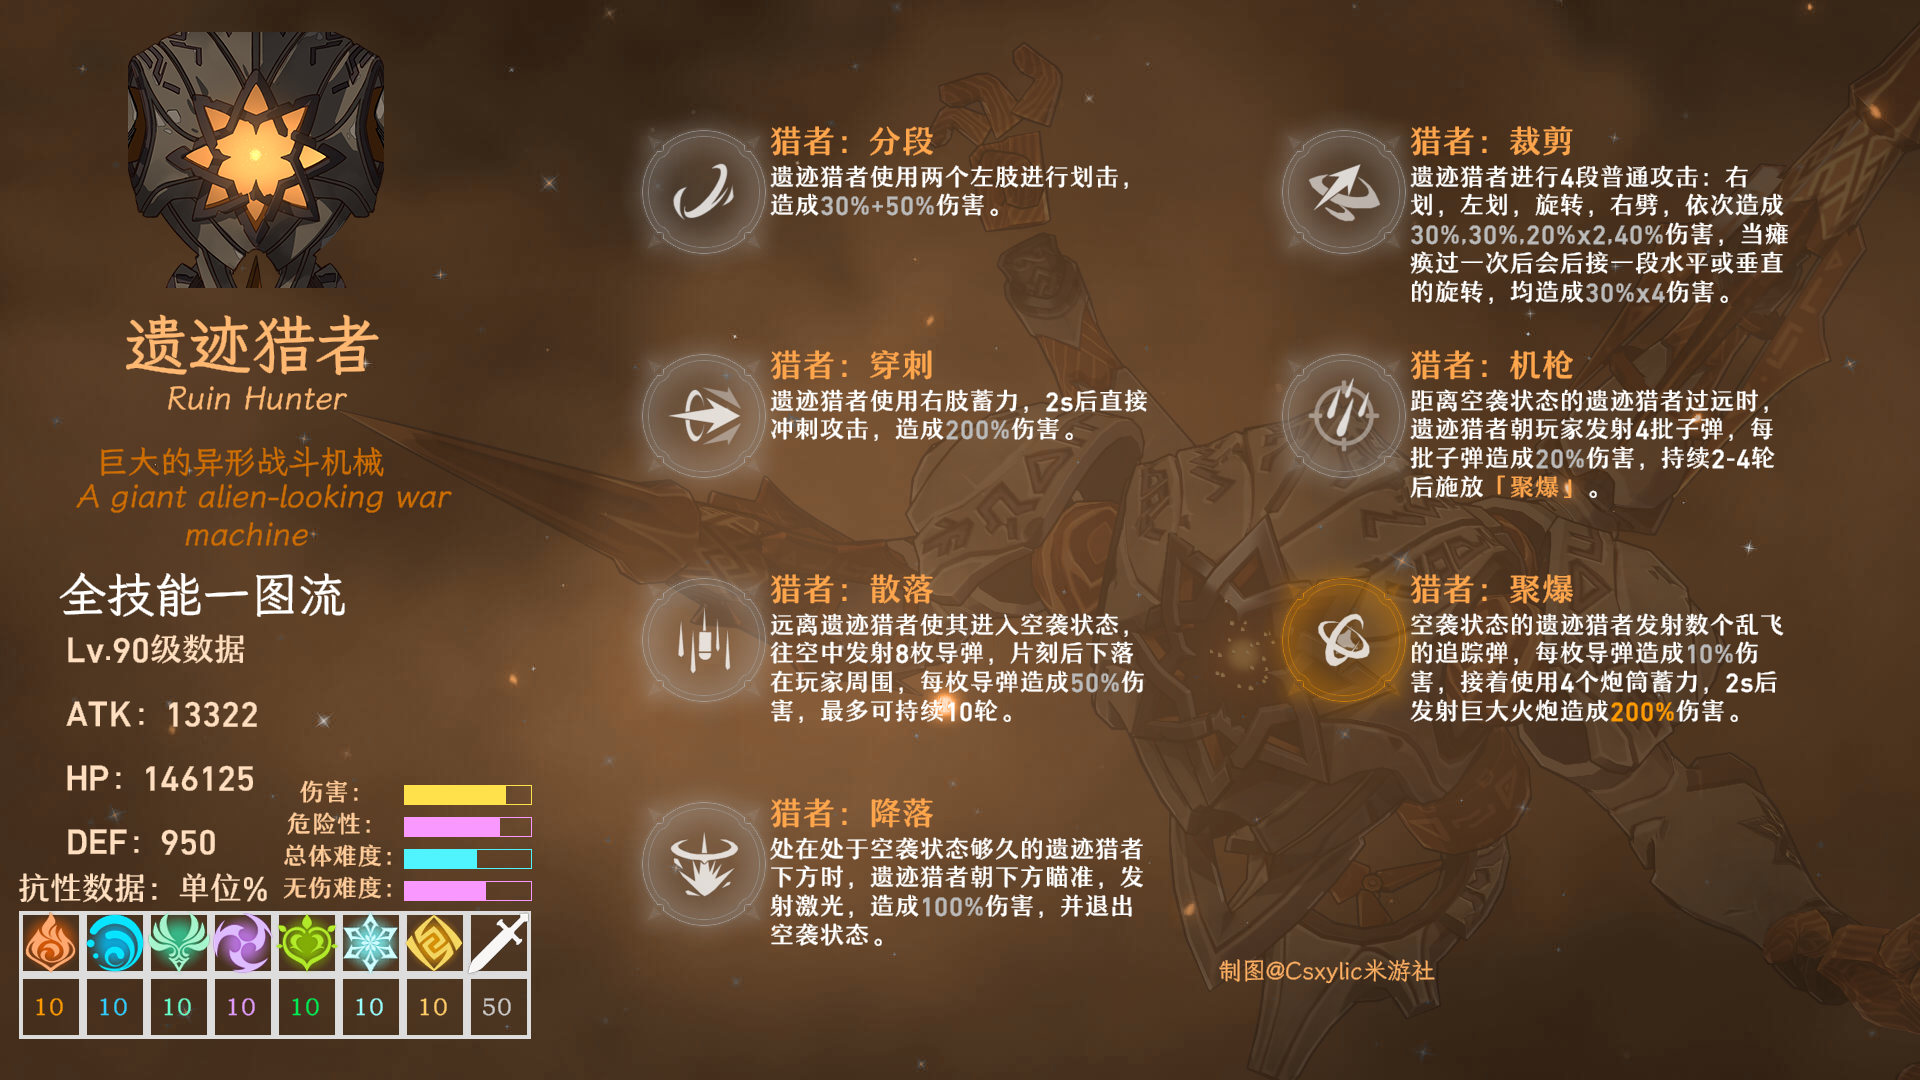 遗迹猎者
Ruin Hunter
巨大的异形战斗机械
A giant alien-looking war
machine
全技能一图流
Lv.90级数据
ATK：13322
HP：146125
DEF：950
伤害：
危险性：
总体难度：
无伤难度：
抗性数据：单位%
10 10 10 10 10 10 10 50
猎者：分段
遗迹猎者使用两个左肢进行划击，
造成30%+50%伤害。
猎者：裁剪
遗迹猎者进行4段普通攻击：右
划，左划，旋转，右劈，依次造成
30%,30%,20%x2,40%伤害，当瘫
痪过一次后会后接一段水平或垂直
的旋转，均造成30%x4伤害。
猎者：穿刺
遗迹猎者使用右肢蓄力，2s后直接
冲刺攻击，造成200%伤害。
猎者：机枪
距离空袭状态的遗迹猎者过远时，
遗迹猎者朝玩家发射4批子弹，每
批子弹造成20%伤害，持续2-4轮
后施放「聚爆」。
猎者：散落
远离遗迹猎者使其进入空袭状态，
往空中发射8枚导弹，片刻后下落
在玩家周围，每枚导弹造成50%伤
害，最多可持续10轮。
猎者：聚爆
空袭状态的遗迹猎者发射数个乱飞
的追踪弹，每枚导弹造成10%伤
害，接着使用4个炮筒蓄力，2s后
发射巨大火炮造成200%伤害。
猎者：降落
处在处于空袭状态够久的遗迹猎者
下方时，遗迹猎者朝下方瞄准，发
射激光，造成100%伤害，并退出
空袭状态。
制图@Csxylic米游社